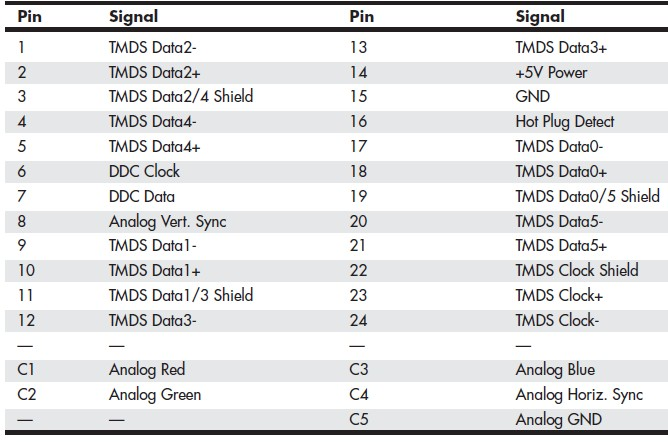 Pin Signal Pin Signal
1 TMDS Data2- 13 TMDS Data3+
2 TMDS Data2+ 14 +5V Power
3 TMDS Data2/4 Shield 15 GND
4 TMDS Data4- 16 Hot Plug Detect
5 TMDS Data4+ 17 TMDS Data0-
6 DDC Clock 18 TMDS Data0+
7 DDC Data 19 TMDS Data0/5 Shield
8 Analog Vert. Sync 20 TMDS Data5-
9 TMDS Data1- 21 TMDS Data5+
10 TMDS Data1+ 22 TMDS Clock Shield
11 TMDS Data1/3 Shield 23 TMDS Clock+
12 TMDS Data3- 24 TMDS Clock-
— — — —
C1 Analog Red C3 Analog Blue
C2 Analog Green C4 Analog Horiz. Sync
— — C5 Analog GND